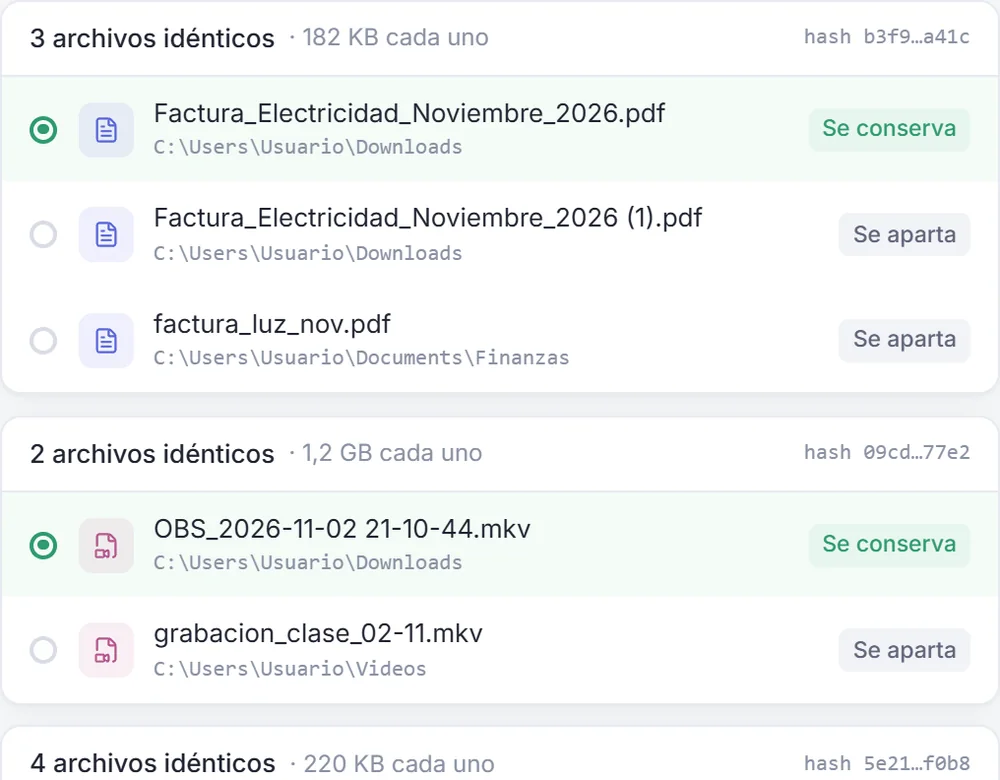 3 archivos idénticos · 182 KB cada uno hash b3f9…a41c
Factura_Electricidad_Noviembre_2026.pdf
C:\Users\Usuario\Downloads
Se conserva
Factura_Electricidad_Noviembre_2026 (1).pdf
C:\Users\Usuario\Downloads
Se aparta
factura_luz_nov.pdf
C:\Users\Usuario\Documents\Finanzas
Se aparta
2 archivos idénticos · 1,2 GB cada uno hash 09cd…77e2
OBS_2026-11-02 21-10-44.mkv
C:\Users\Usuario\Downloads
Se conserva
grabacion_clase_02-11.mkv
C:\Users\Usuario\Videos
Se aparta
4 archivos idénticos · 220 KB cada uno hash 5e21…f0b8